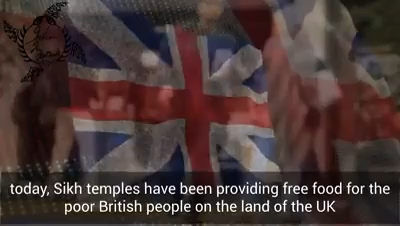 today, Sikh temples have been providing free food for the
poor British people on the land of the UK